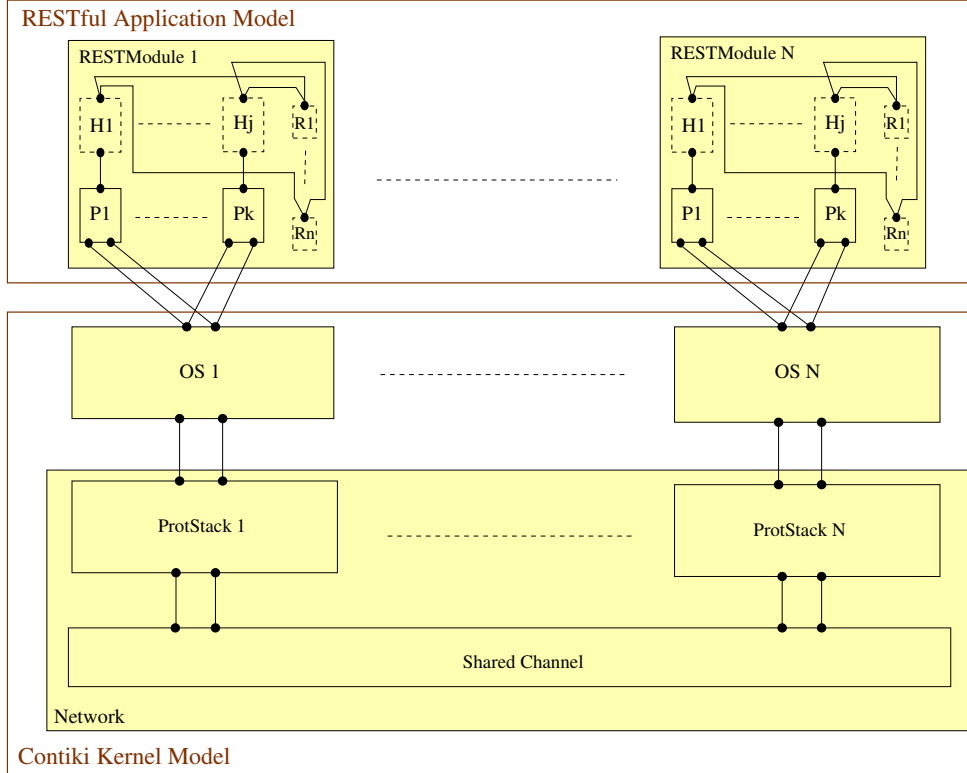 RESTful Application Model
RESTModule 1
H1
Hj
R1
P1
Pk
Rn
RESTModule N
H1
Hj
R1
P1
Pk
Rn
OS 1
OS N
ProtStack 1
ProtStack N
Shared Channel
Network
Contiki Kernel Model